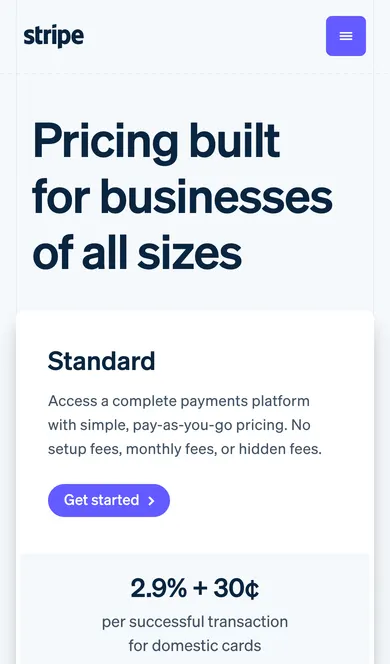 stripe
Pricing built
for businesses
of all sizes
Standard
Access a complete payments platform
with simple, pay-as-you-go pricing. No
setup fees, monthly fees, or hidden fees.
Get started
2.9% + 30¢
per successful transaction
for domestic cards